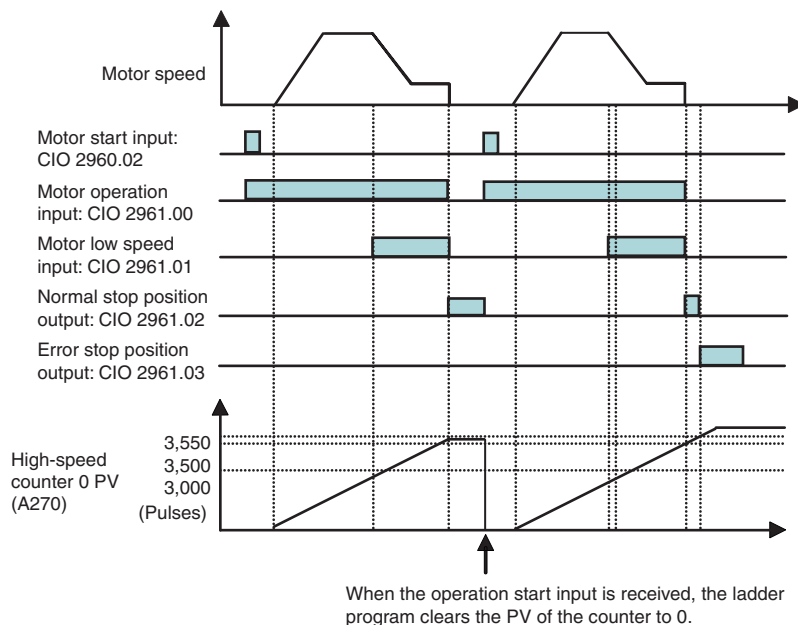 Motor speed
Motor start input:
CIO 2960.02
Motor operation
input: CIO 2961.00
Motor low speed
input: CIO 2961.01
Normal stop position
output: CIO 2961.02
Error stop position
output: CIO 2961.03
High-speed
counter 0 PV
(A270)
3,550
3,500
3,000
(Pulses)
When the operation start input is received, the ladder
program clears the PV of the counter to 0.